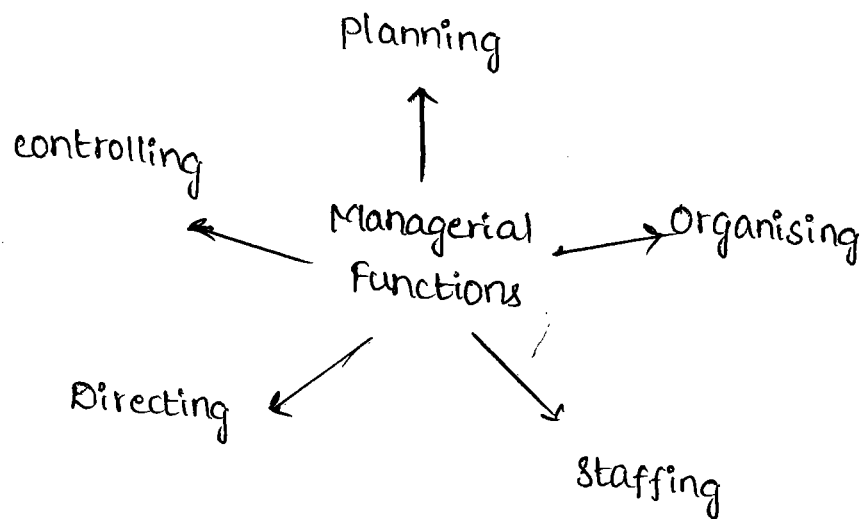 Planning
controlling
Managerial
Functions
Organising
Directing
Staffing